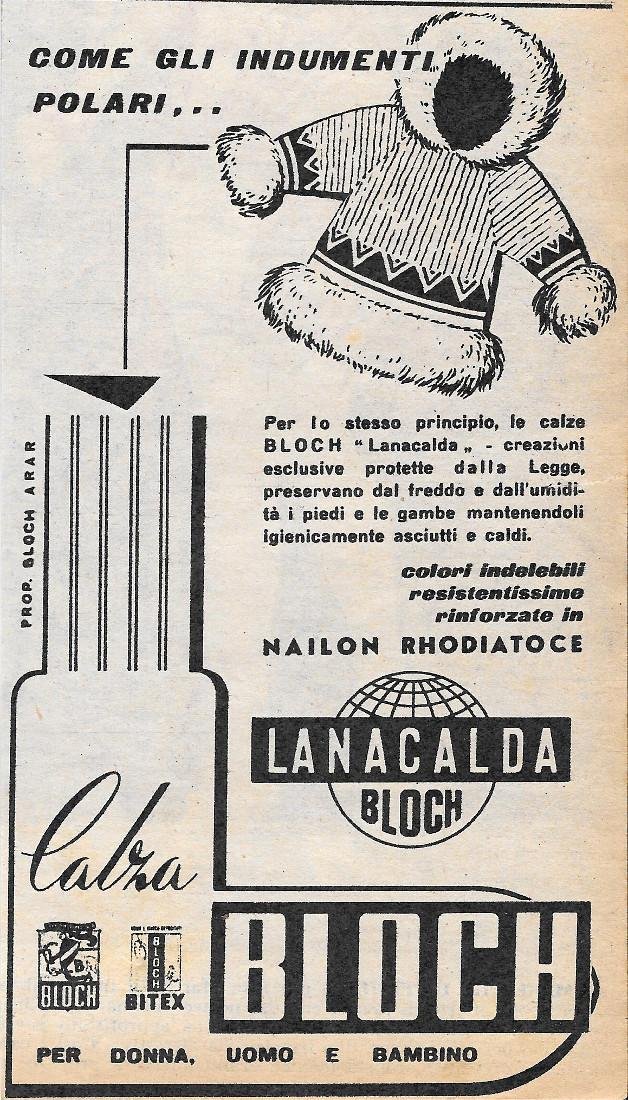 COME GLI INDUMENTI
POLARI,..
PROP. BLOCH ARAR
Per lo stesso principio, le calze
BLOCH “Lanacalda„ - creazioni
esclusive protette dalla Legge,
preservano dal freddo e dall'umidi-
tà i piedi e le gambe mantenendoli
igienicamente asciutti e caldi.
colori indelebili
resistentissime
rinforzate in
NAILON RHODIATOCE
LANACALDA
BLOCH
Calza
BLOCH
BLOCH
BITEX
BLOCH
PER DONNA, UOMO E BAMBINO